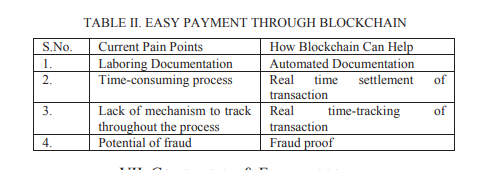 TABLE II. EASY PAYMENT THROUGH BLOCKCHAIN
S.No. Current Pain Points How Blockchain Can Help
1. Laboring Documentation Automated Documentation
2. Time-consuming process Real time settlement of
transaction
3. Lack of mechanism to track Real time-tracking of
throughout the process transaction
4. Potential of fraud Fraud proof